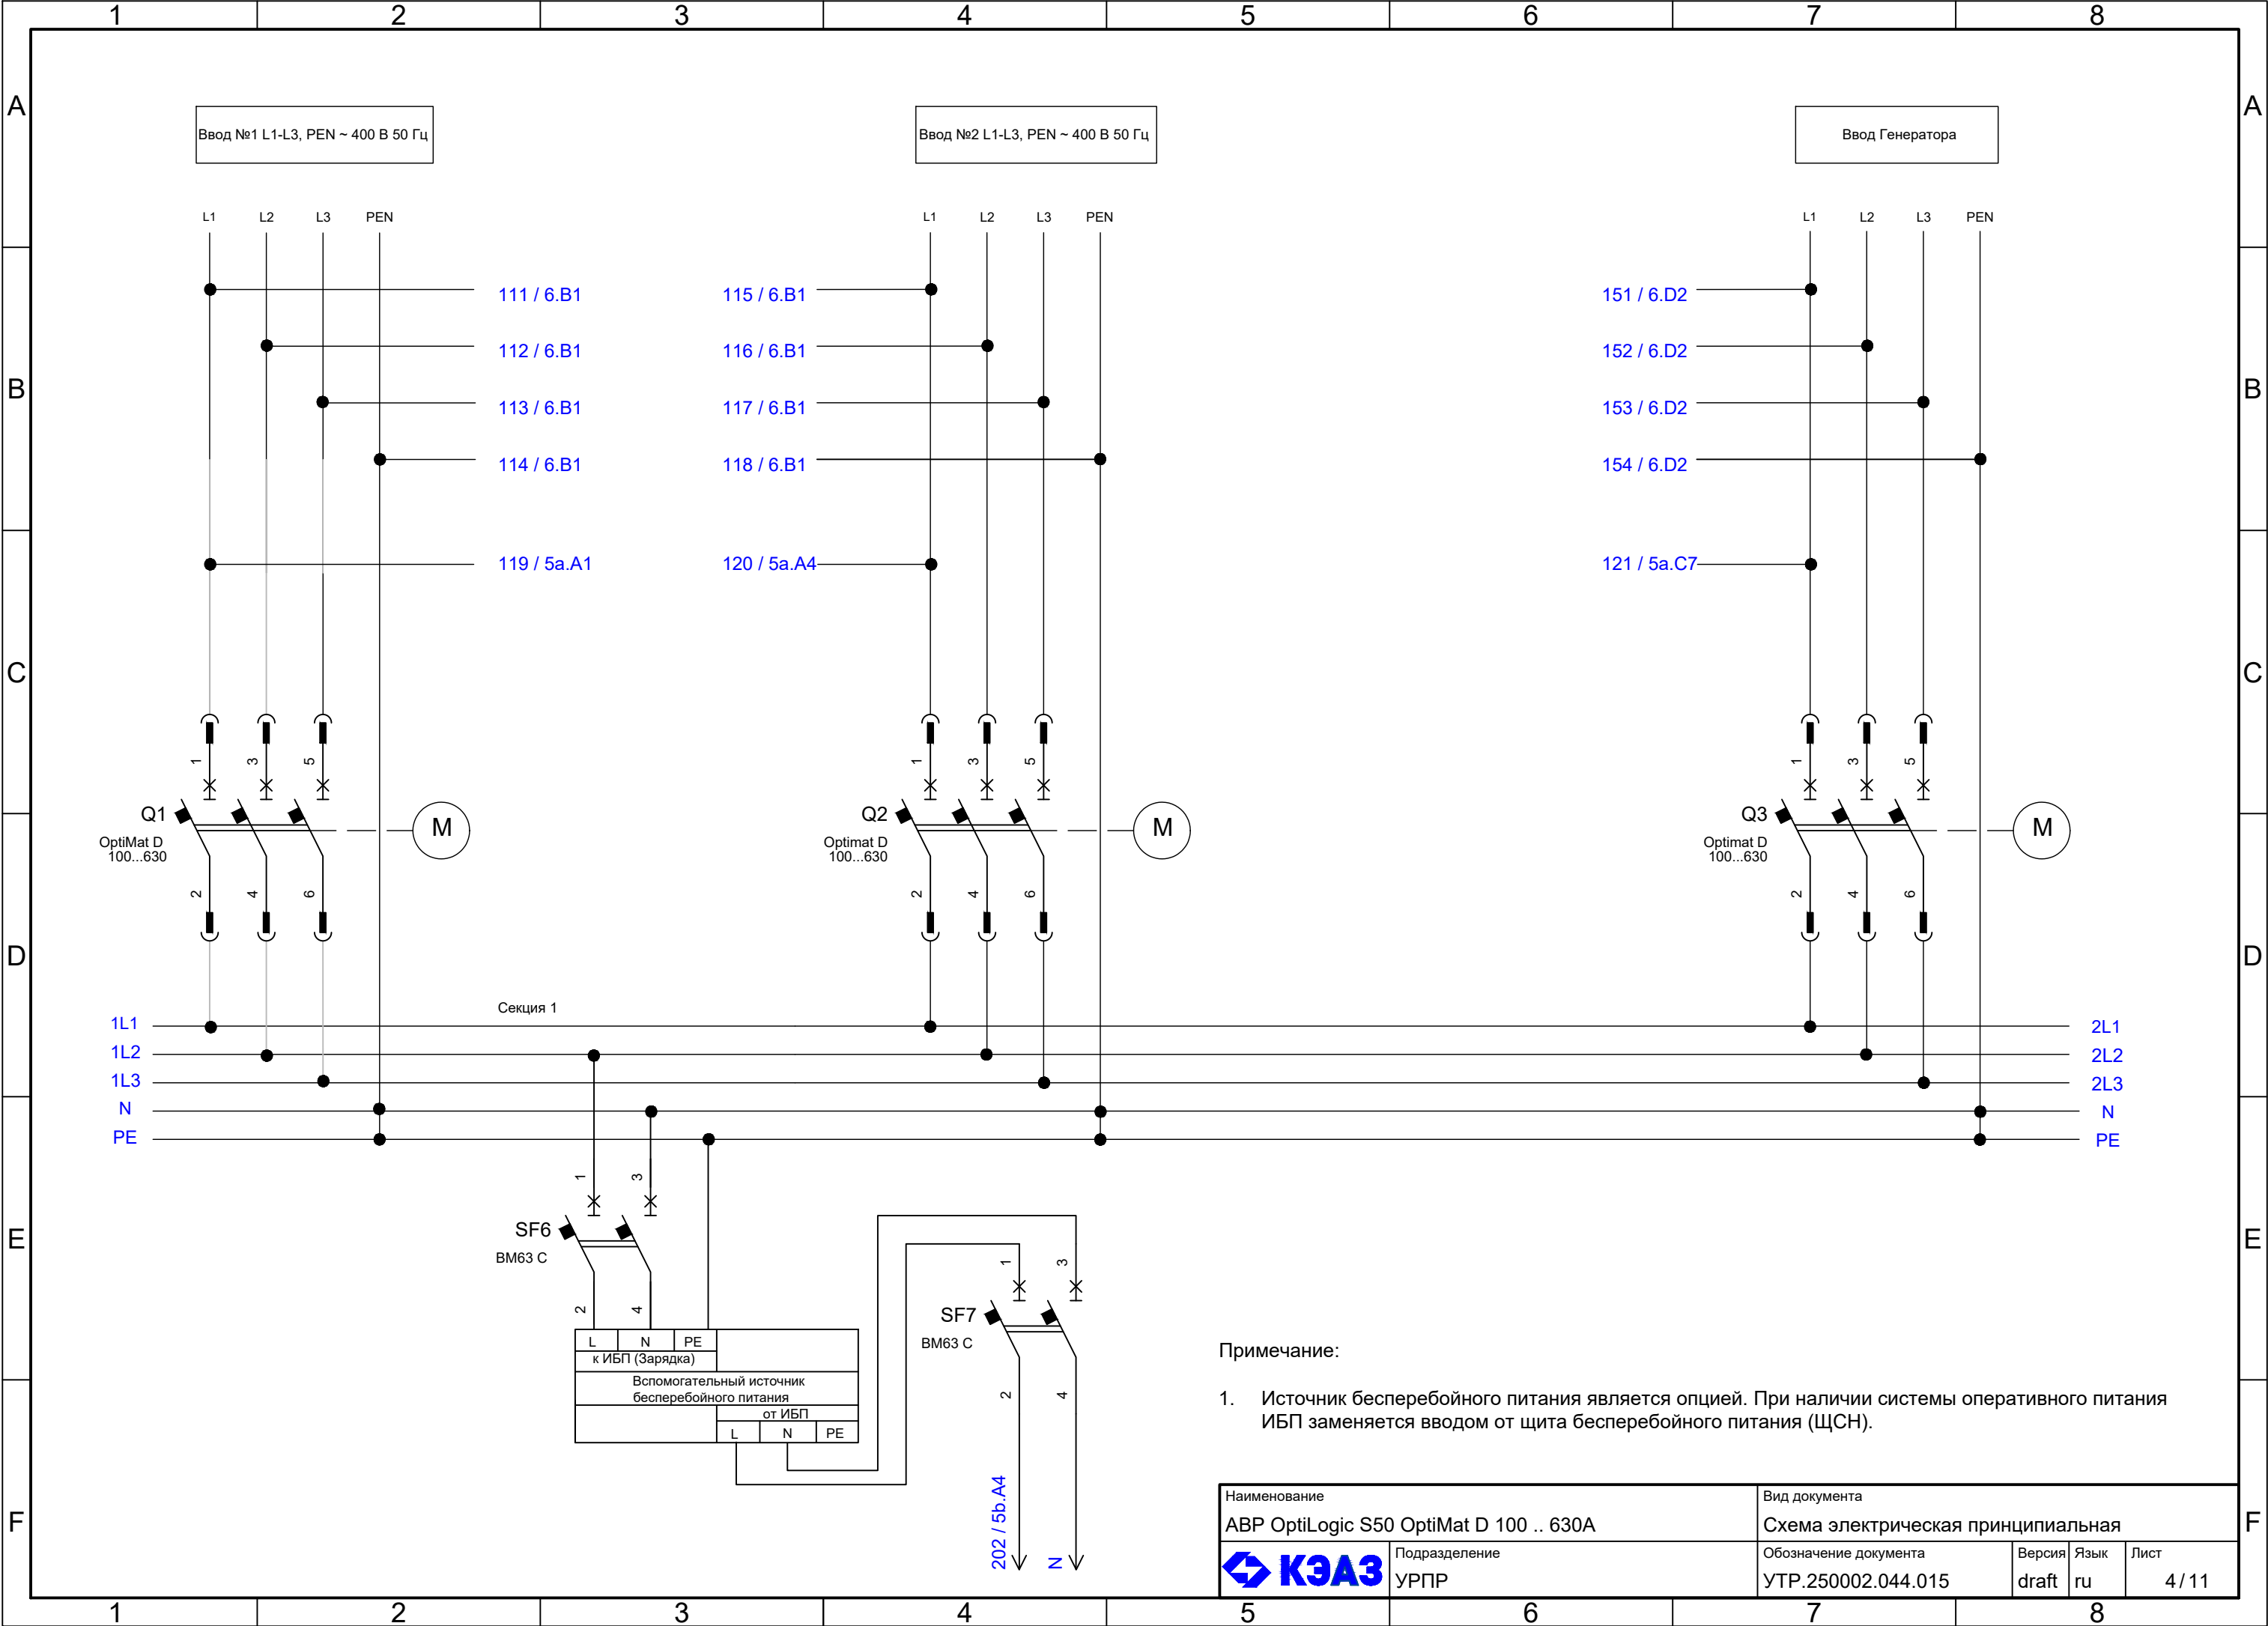 1 2 3 4 5 6 7 8
A A
Ввод №1 L1-L3, PEN ~ 400 В 50 Гц
Ввод №2 L1-L3, PEN ~ 400 В 50 Гц
Ввод Генератора
L1 L2 L3 PEN
L1 L2 L3 PEN
L1 L2 L3 PEN
111 / 6.B1
115 / 6.B1
151 / 6.D2
112 / 6.B1
116 / 6.B1
152 / 6.D2
B B
113 / 6.B1
117 / 6.B1
153 / 6.D2
114 / 6.B1
118 / 6.B1
154 / 6.D2
119 / 5a.A1
120 / 5a.A4
121 / 5a.C7
C C
1 3 5
1 3 5
1 3 5
Q1
OptiMat D
100...630
M
Q2
Optimat D
100...630
M
Q3
Optimat D
100...630
M
2 4 6
2 4 6
2 4 6
D D
Секция 1
1L1 2L1
1L2 2L2
1L3 2L3
N N
PE PE
1 3
SF6
ВМ63 С
2 4
E E
1 3
SF7
ВМ63 С
2 4
L N PE
к ИБП (Зарядка)
Вспомогательный источник
бесперебойного питания
от ИБП
L N PE
202 / 5b.A4
N
Примечание:
1. Источник бесперебойного питания является опцией. При наличии системы оперативного питания
ИБП заменяется вводом от щита бесперебойного питания (ЩСН).
F F
Наименование
АВР OptiLogic S50 OptiMat D 100 .. 630А
Вид документа
Схема электрическая принципиальная
КЭАЗ
Подразделение
УРПР
Обозначение документа
УТР.250002.044.015
Версия
draft
Язык
ru
Лист
4 / 11
1 2 3 4 5 6 7 8